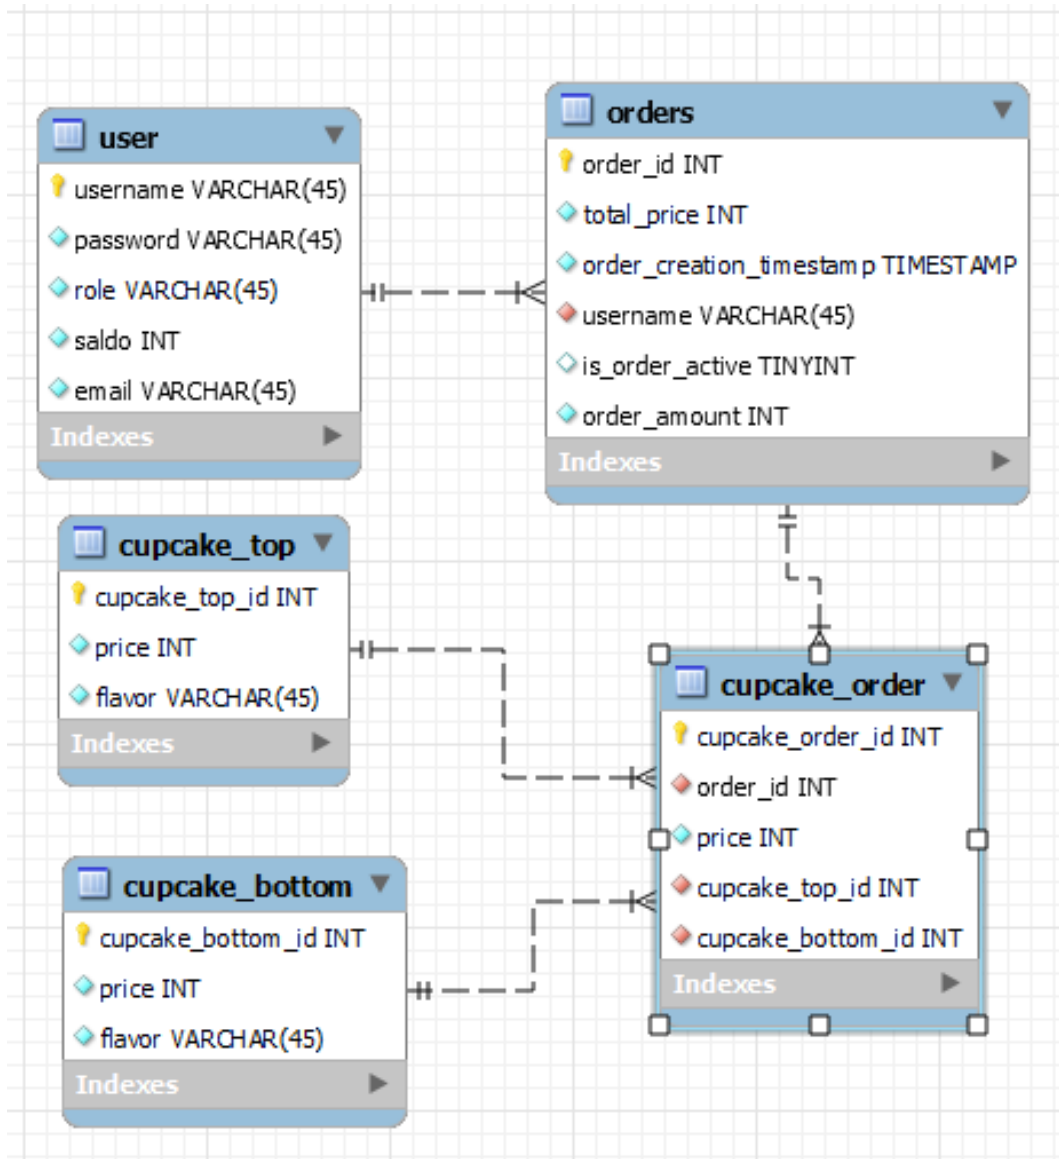 user
username VARCHAR(45)
password VARCHAR(45)
role VARCHAR(45)
saldo INT
email VARCHAR(45)
Indexes
orders
order_id INT
total_price INT
order_creation_timestamp TIMESTAMP
username VARCHAR(45)
is_order_active TINYINT
order_amount INT
Indexes
cupcake_top
cupcake_top_id INT
price INT
flavor VARCHAR(45)
Indexes
cupcake_order
cupcake_order_id INT
order_id INT
price INT
cupcake_top_id INT
cupcake_bottom_id INT
Indexes
cupcake_bottom
cupcake_bottom_id INT
price INT
flavor VARCHAR(45)
Indexes